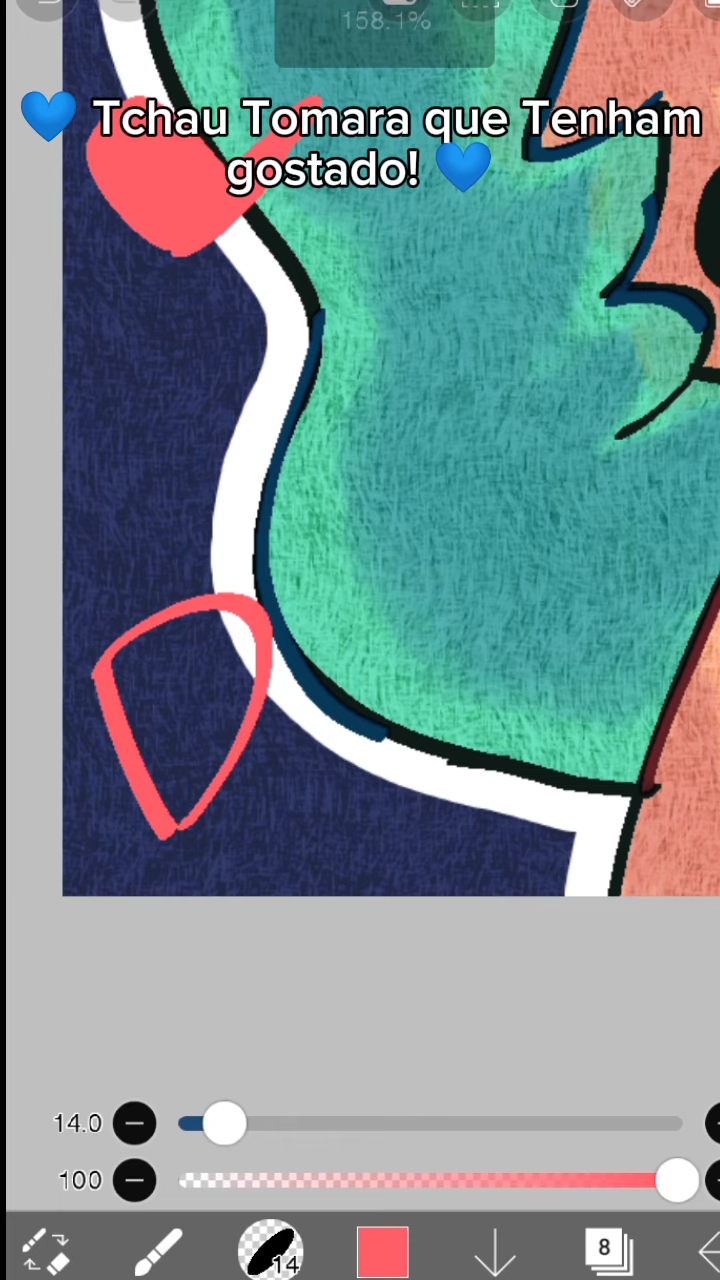 158.1%
💙 Tchau Tomara que Tenham
gostado! 💙
14.0
100
14
8